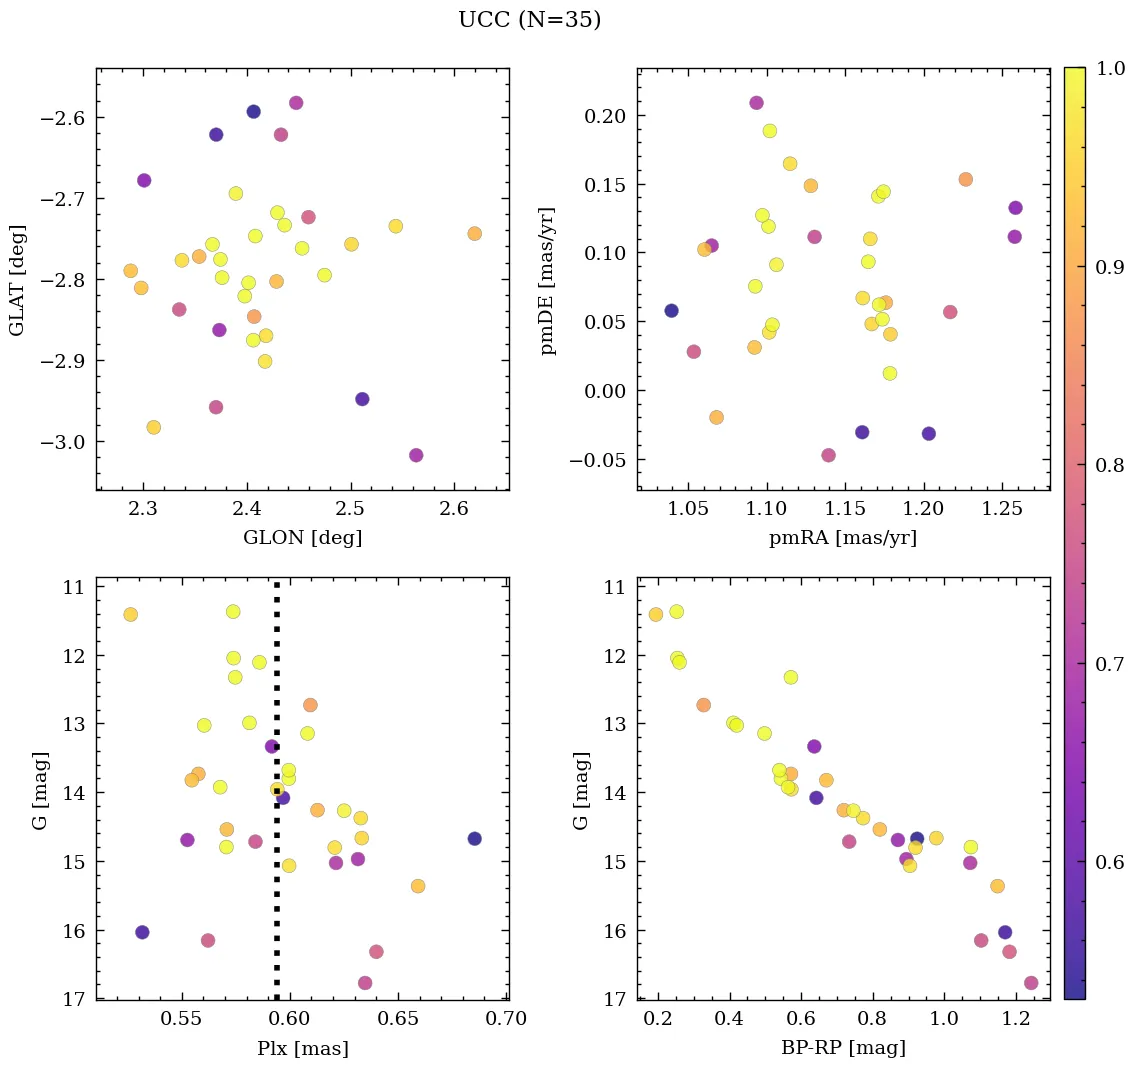 UCC (N=35)
−2.6
−2.7
−2.8
−2.9
−3.0
GLAT [deg]
2.3 2.4 2.5 2.6
GLON [deg]
0.20
0.15
0.10
0.05
0.00
−0.05
pmDE [mas/yr]
1.05 1.10 1.15 1.20 1.25
pmRA [mas/yr]
1.0
0.9
0.8
0.7
0.6
11
12
13
14
15
16
17
G [mag]
0.55 0.60 0.65 0.70
Plx [mas]
11
12
13
14
15
16
17
G [mag]
0.2 0.4 0.6 0.8 1.0 1.2
BP-RP [mag]